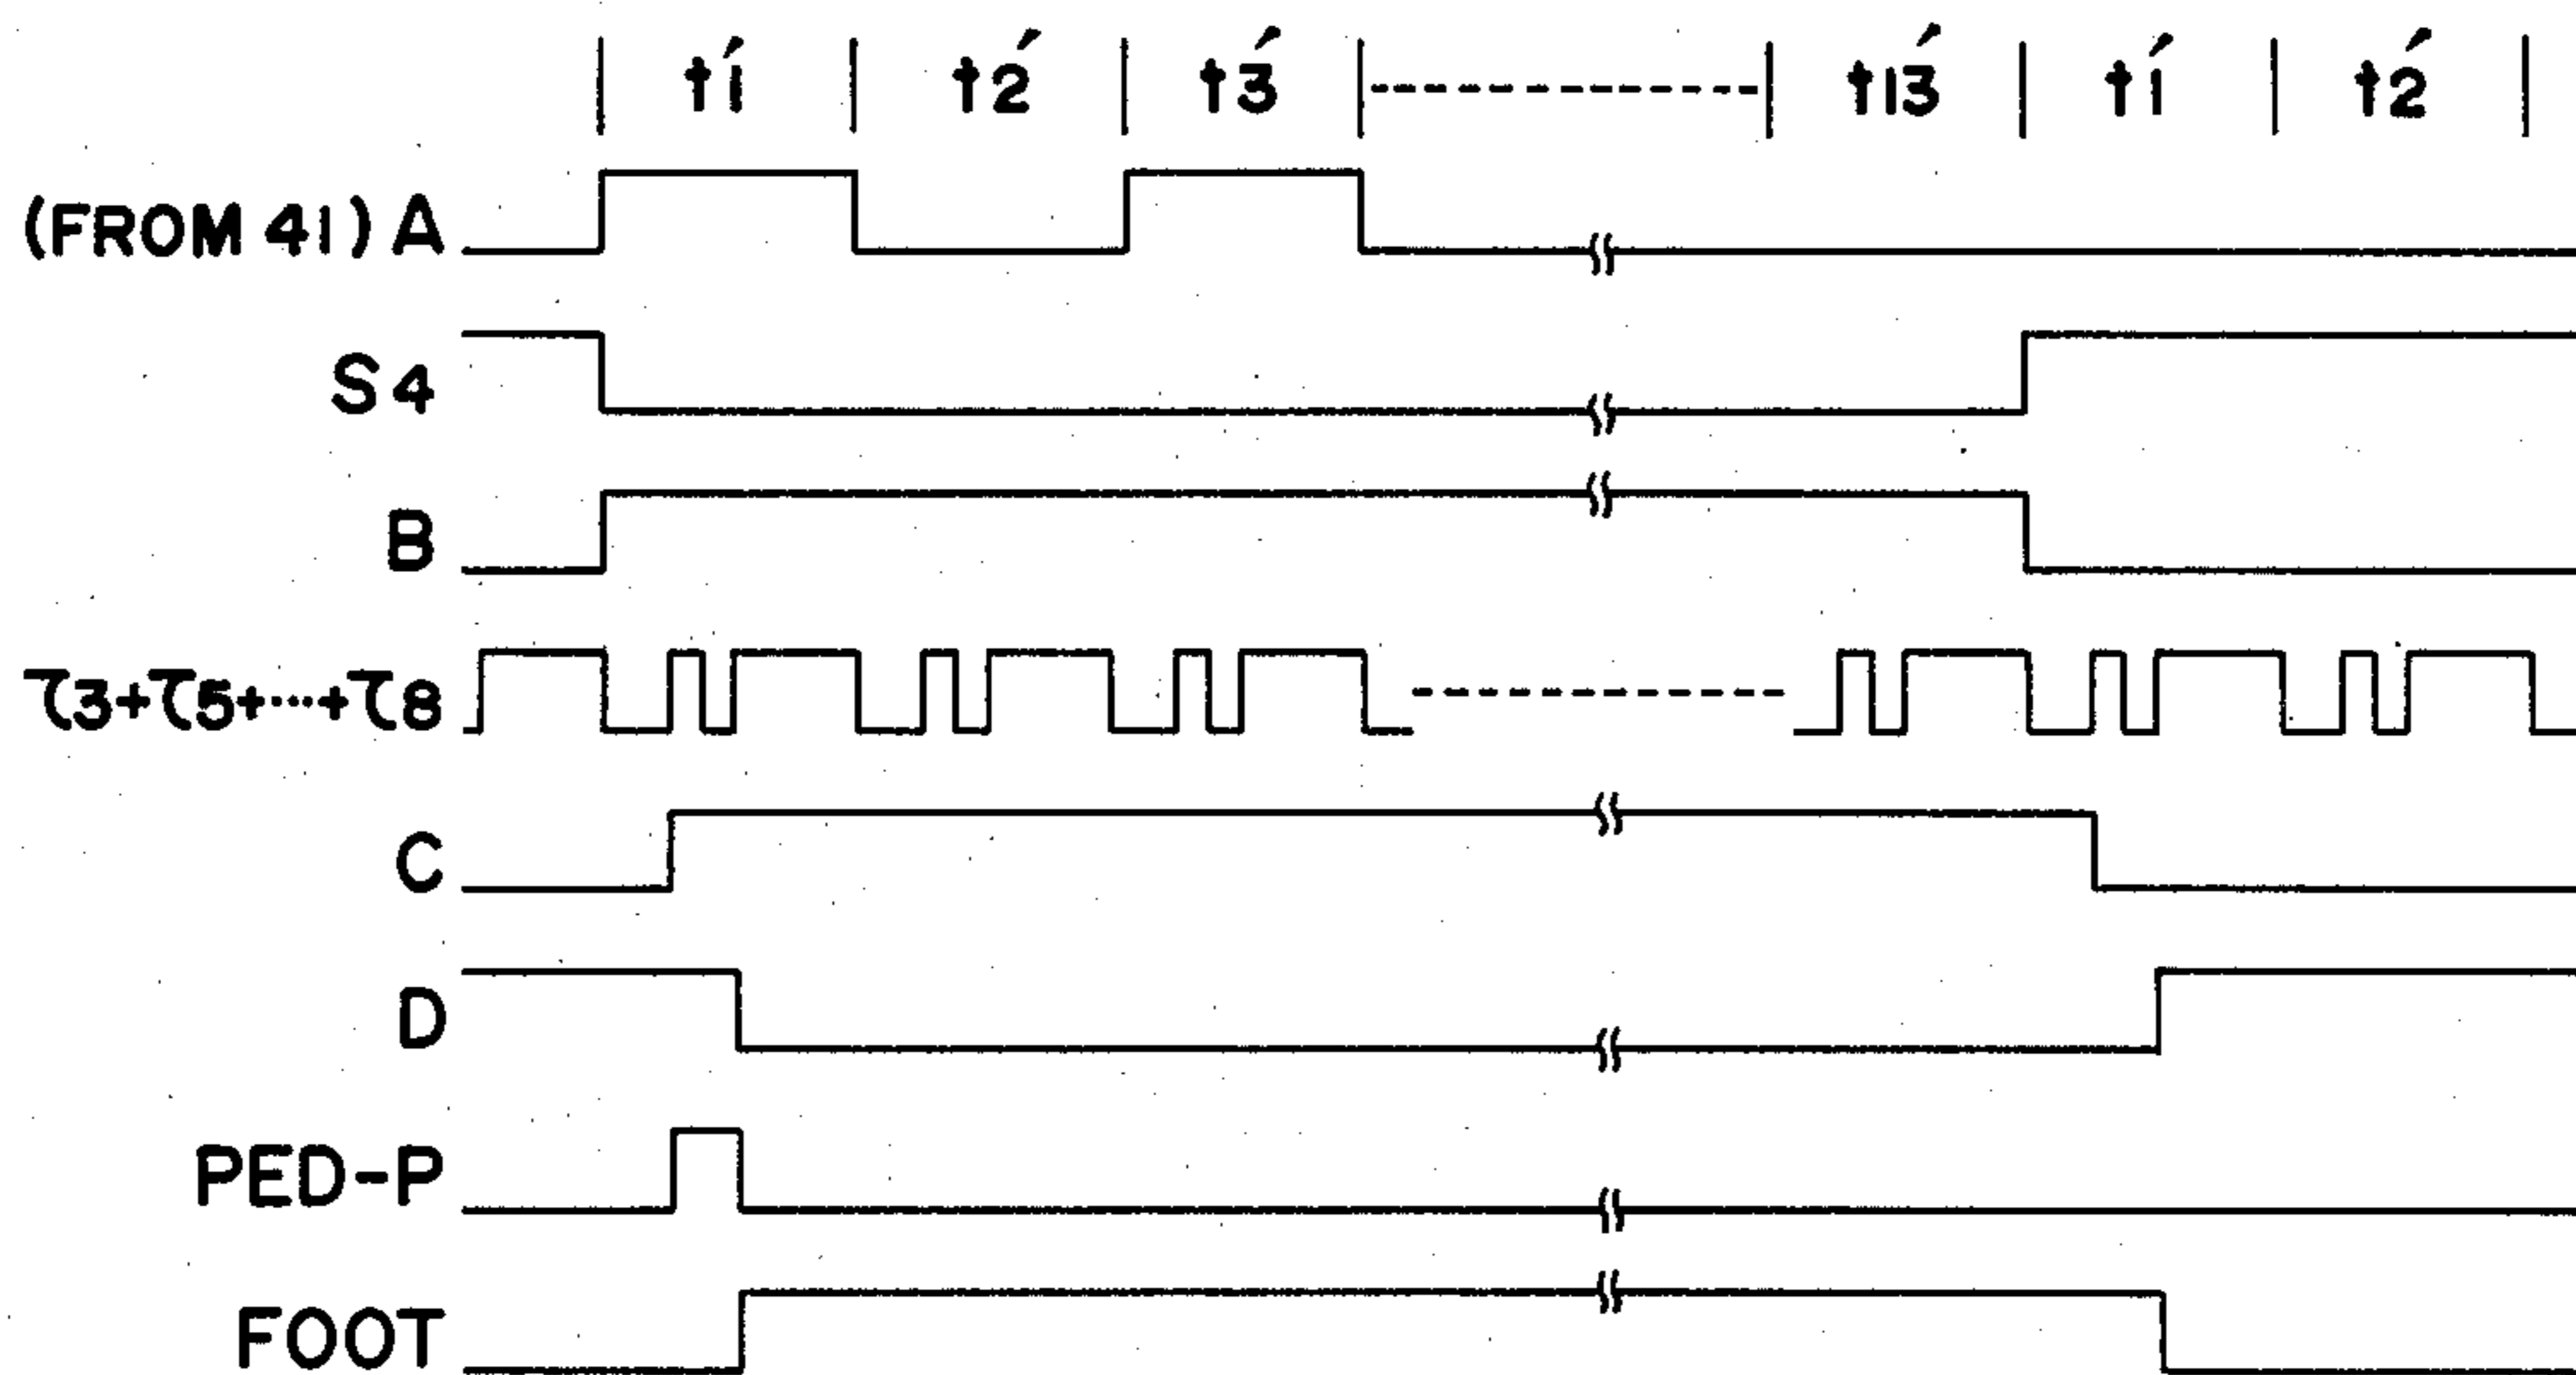 t1′ t2′ t3′ t13′ t1′ t2′
(FROM 41) A
S4
B
τ3+τ5+···+τ8
C
D
PED-P
FOOT